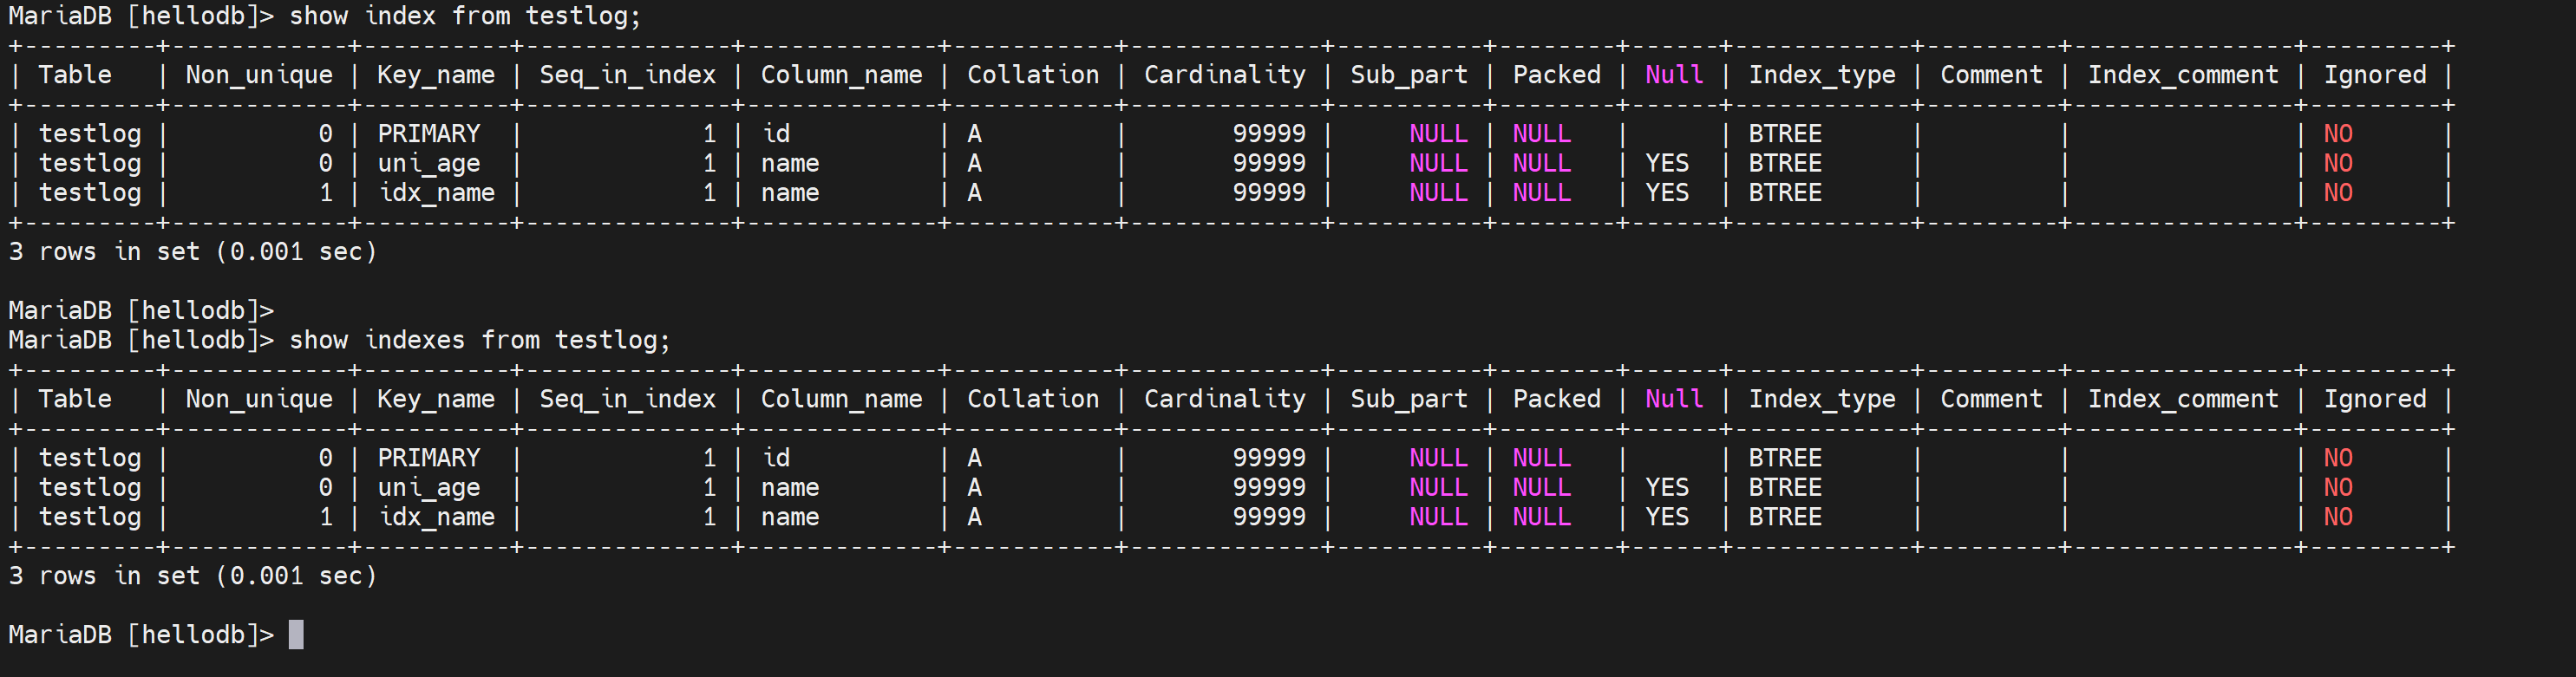 MariaDB [hellodb]> show index from testlog;
+---------+------------+----------+--------------+-------------+-----------+-------------+----------+--------+------+------------+---------+---------------+---------+
| Table   | Non_unique | Key_name | Seq_in_index | Column_name | Collation | Cardinality | Sub_part | Packed | Null | Index_type | Comment | Index_comment | Ignored |
+---------+------------+----------+--------------+-------------+-----------+-------------+----------+--------+------+------------+---------+---------------+---------+
| testlog |          0 | PRIMARY  |            1 | id          | A         |       99999 |     NULL | NULL   |      | BTREE      |         |               | NO      |
| testlog |          0 | uni_age  |            1 | name        | A         |       99999 |     NULL | NULL   | YES  | BTREE      |         |               | NO      |
| testlog |          1 | idx_name |            1 | name        | A         |       99999 |     NULL | NULL   | YES  | BTREE      |         |               | NO      |
+---------+------------+----------+--------------+-------------+-----------+-------------+----------+--------+------+------------+---------+---------------+---------+
3 rows in set (0.001 sec)
MariaDB [hellodb]>
MariaDB [hellodb]> show indexes from testlog;
+---------+------------+----------+--------------+-------------+-----------+-------------+----------+--------+------+------------+---------+---------------+---------+
| Table   | Non_unique | Key_name | Seq_in_index | Column_name | Collation | Cardinality | Sub_part | Packed | Null | Index_type | Comment | Index_comment | Ignored |
+---------+------------+----------+--------------+-------------+-----------+-------------+----------+--------+------+------------+---------+---------------+---------+
| testlog |          0 | PRIMARY  |            1 | id          | A         |       99999 |     NULL | NULL   |      | BTREE      |         |               | NO      |
| testlog |          0 | uni_age  |            1 | name        | A         |       99999 |     NULL | NULL   | YES  | BTREE      |         |               | NO      |
| testlog |          1 | idx_name |            1 | name        | A         |       99999 |     NULL | NULL   | YES  | BTREE      |         |               | NO      |
+---------+------------+----------+--------------+-------------+-----------+-------------+----------+--------+------+------------+---------+---------------+---------+
3 rows in set (0.001 sec)
MariaDB [hellodb]>